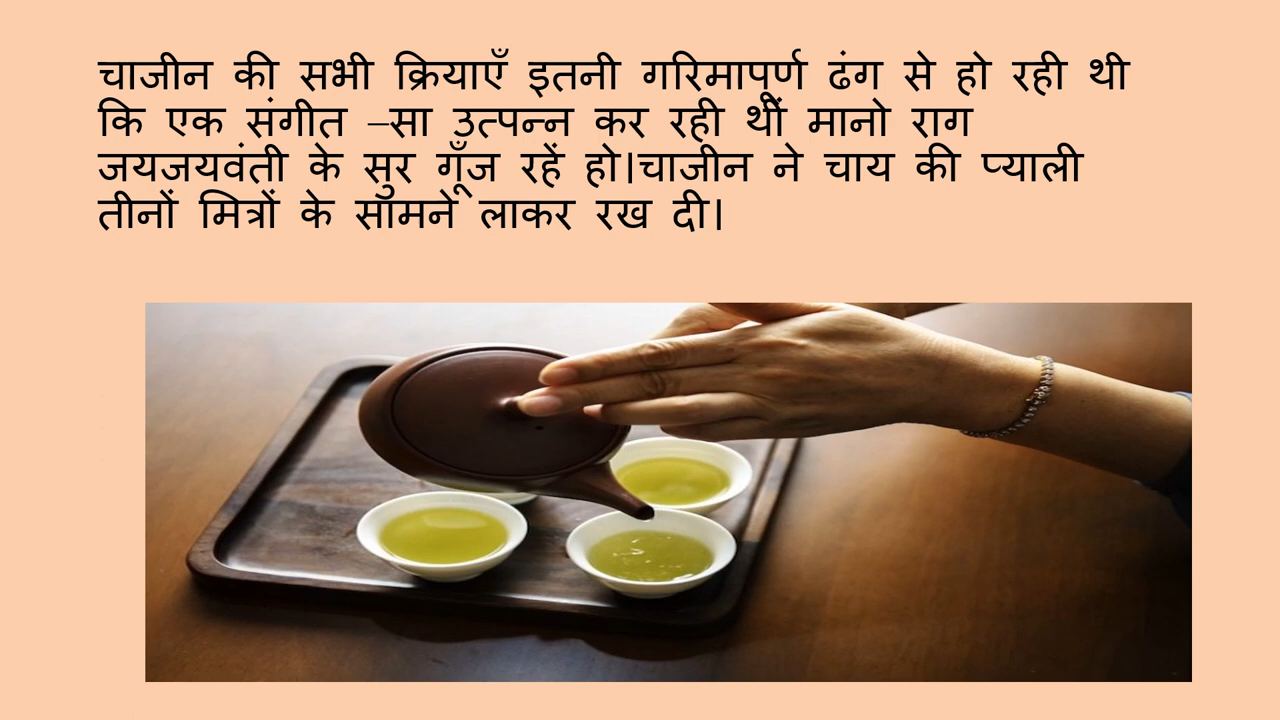 चाजीन की सभी क्रियाएँ इतनी गरिमापूर्ण ढंग से हो रही थी
कि एक संगीत –सा उत्पन्न कर रही थीं मानो राग
जयजयवंती के सुर गूँज रहें हो।चाजीन ने चाय की प्याली
तीनों मित्रों के सामने लाकर रख दी।